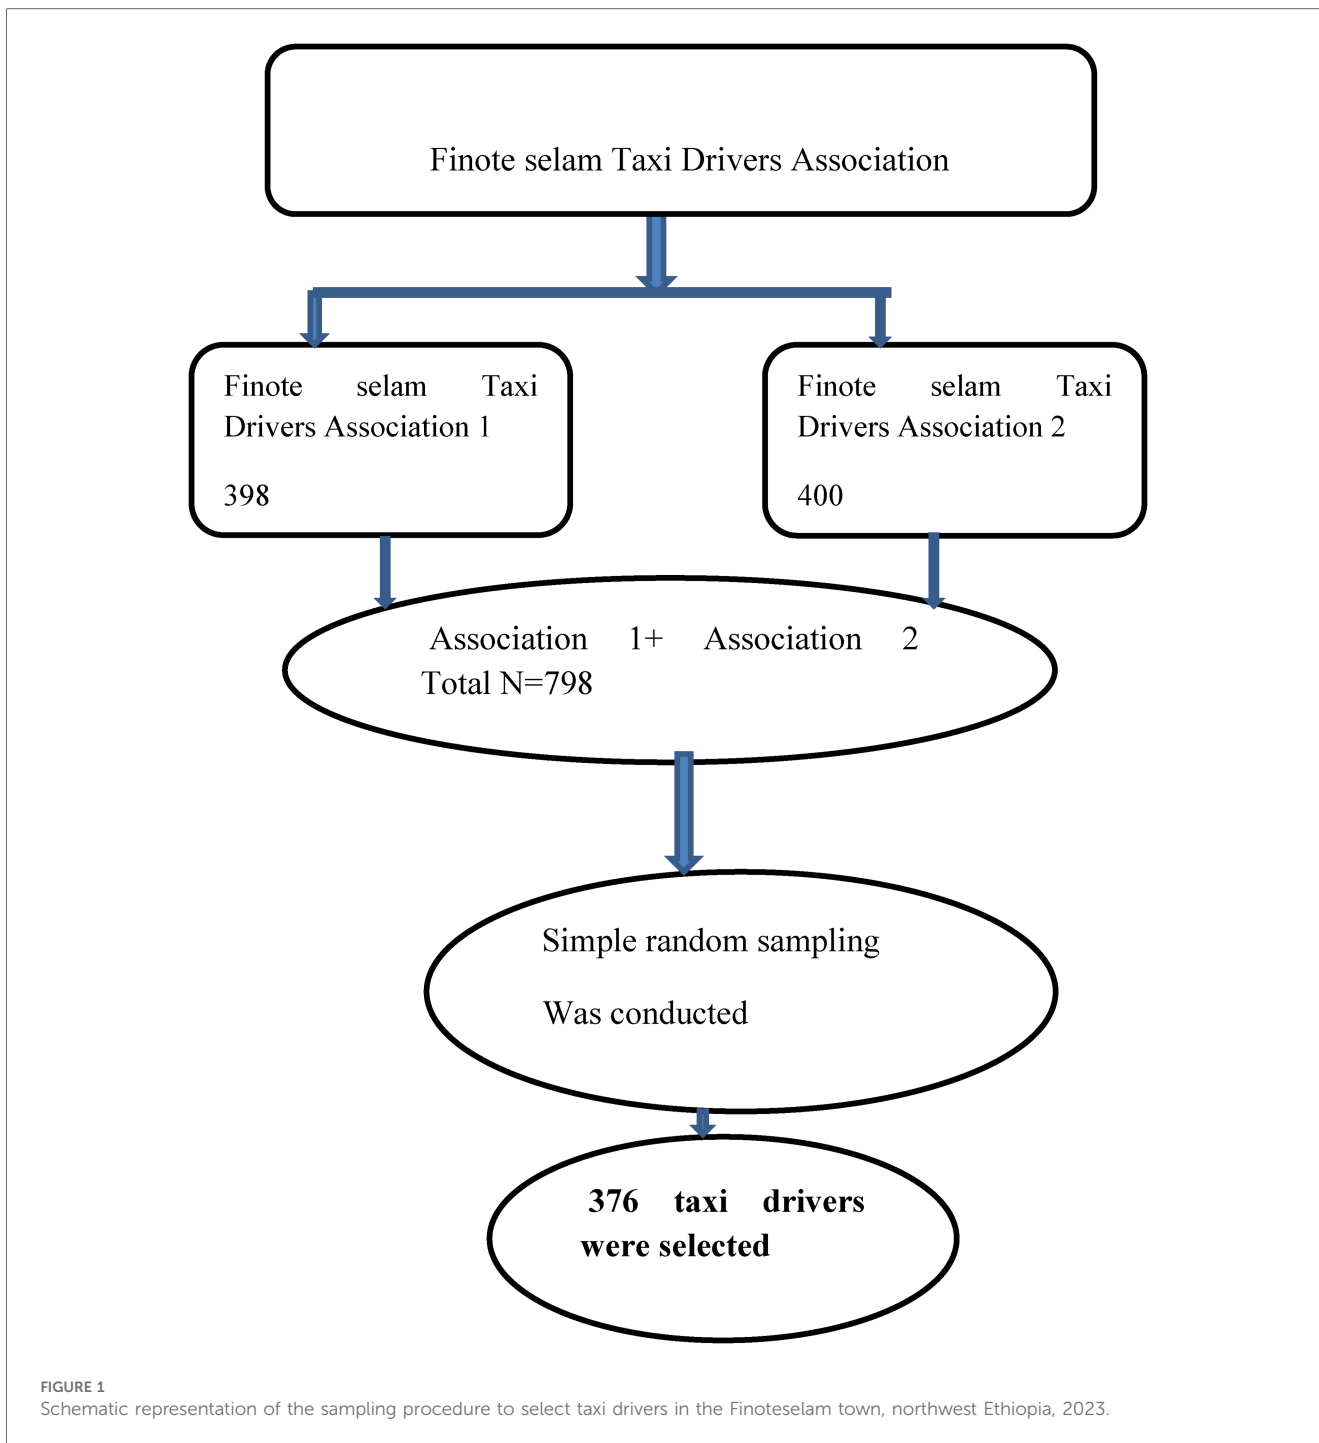 Finote selam Taxi Drivers Association
Finote selam Taxi
Drivers Association 1
398
Finote selam Taxi
Drivers Association 2
400
Association 1+ Association 2
Total N=798
Simple random sampling
Was conducted
376 taxi drivers
were selected
FIGURE 1
Schematic representation of the sampling procedure to select taxi drivers in the Finoteselam town, northwest Ethiopia, 2023.